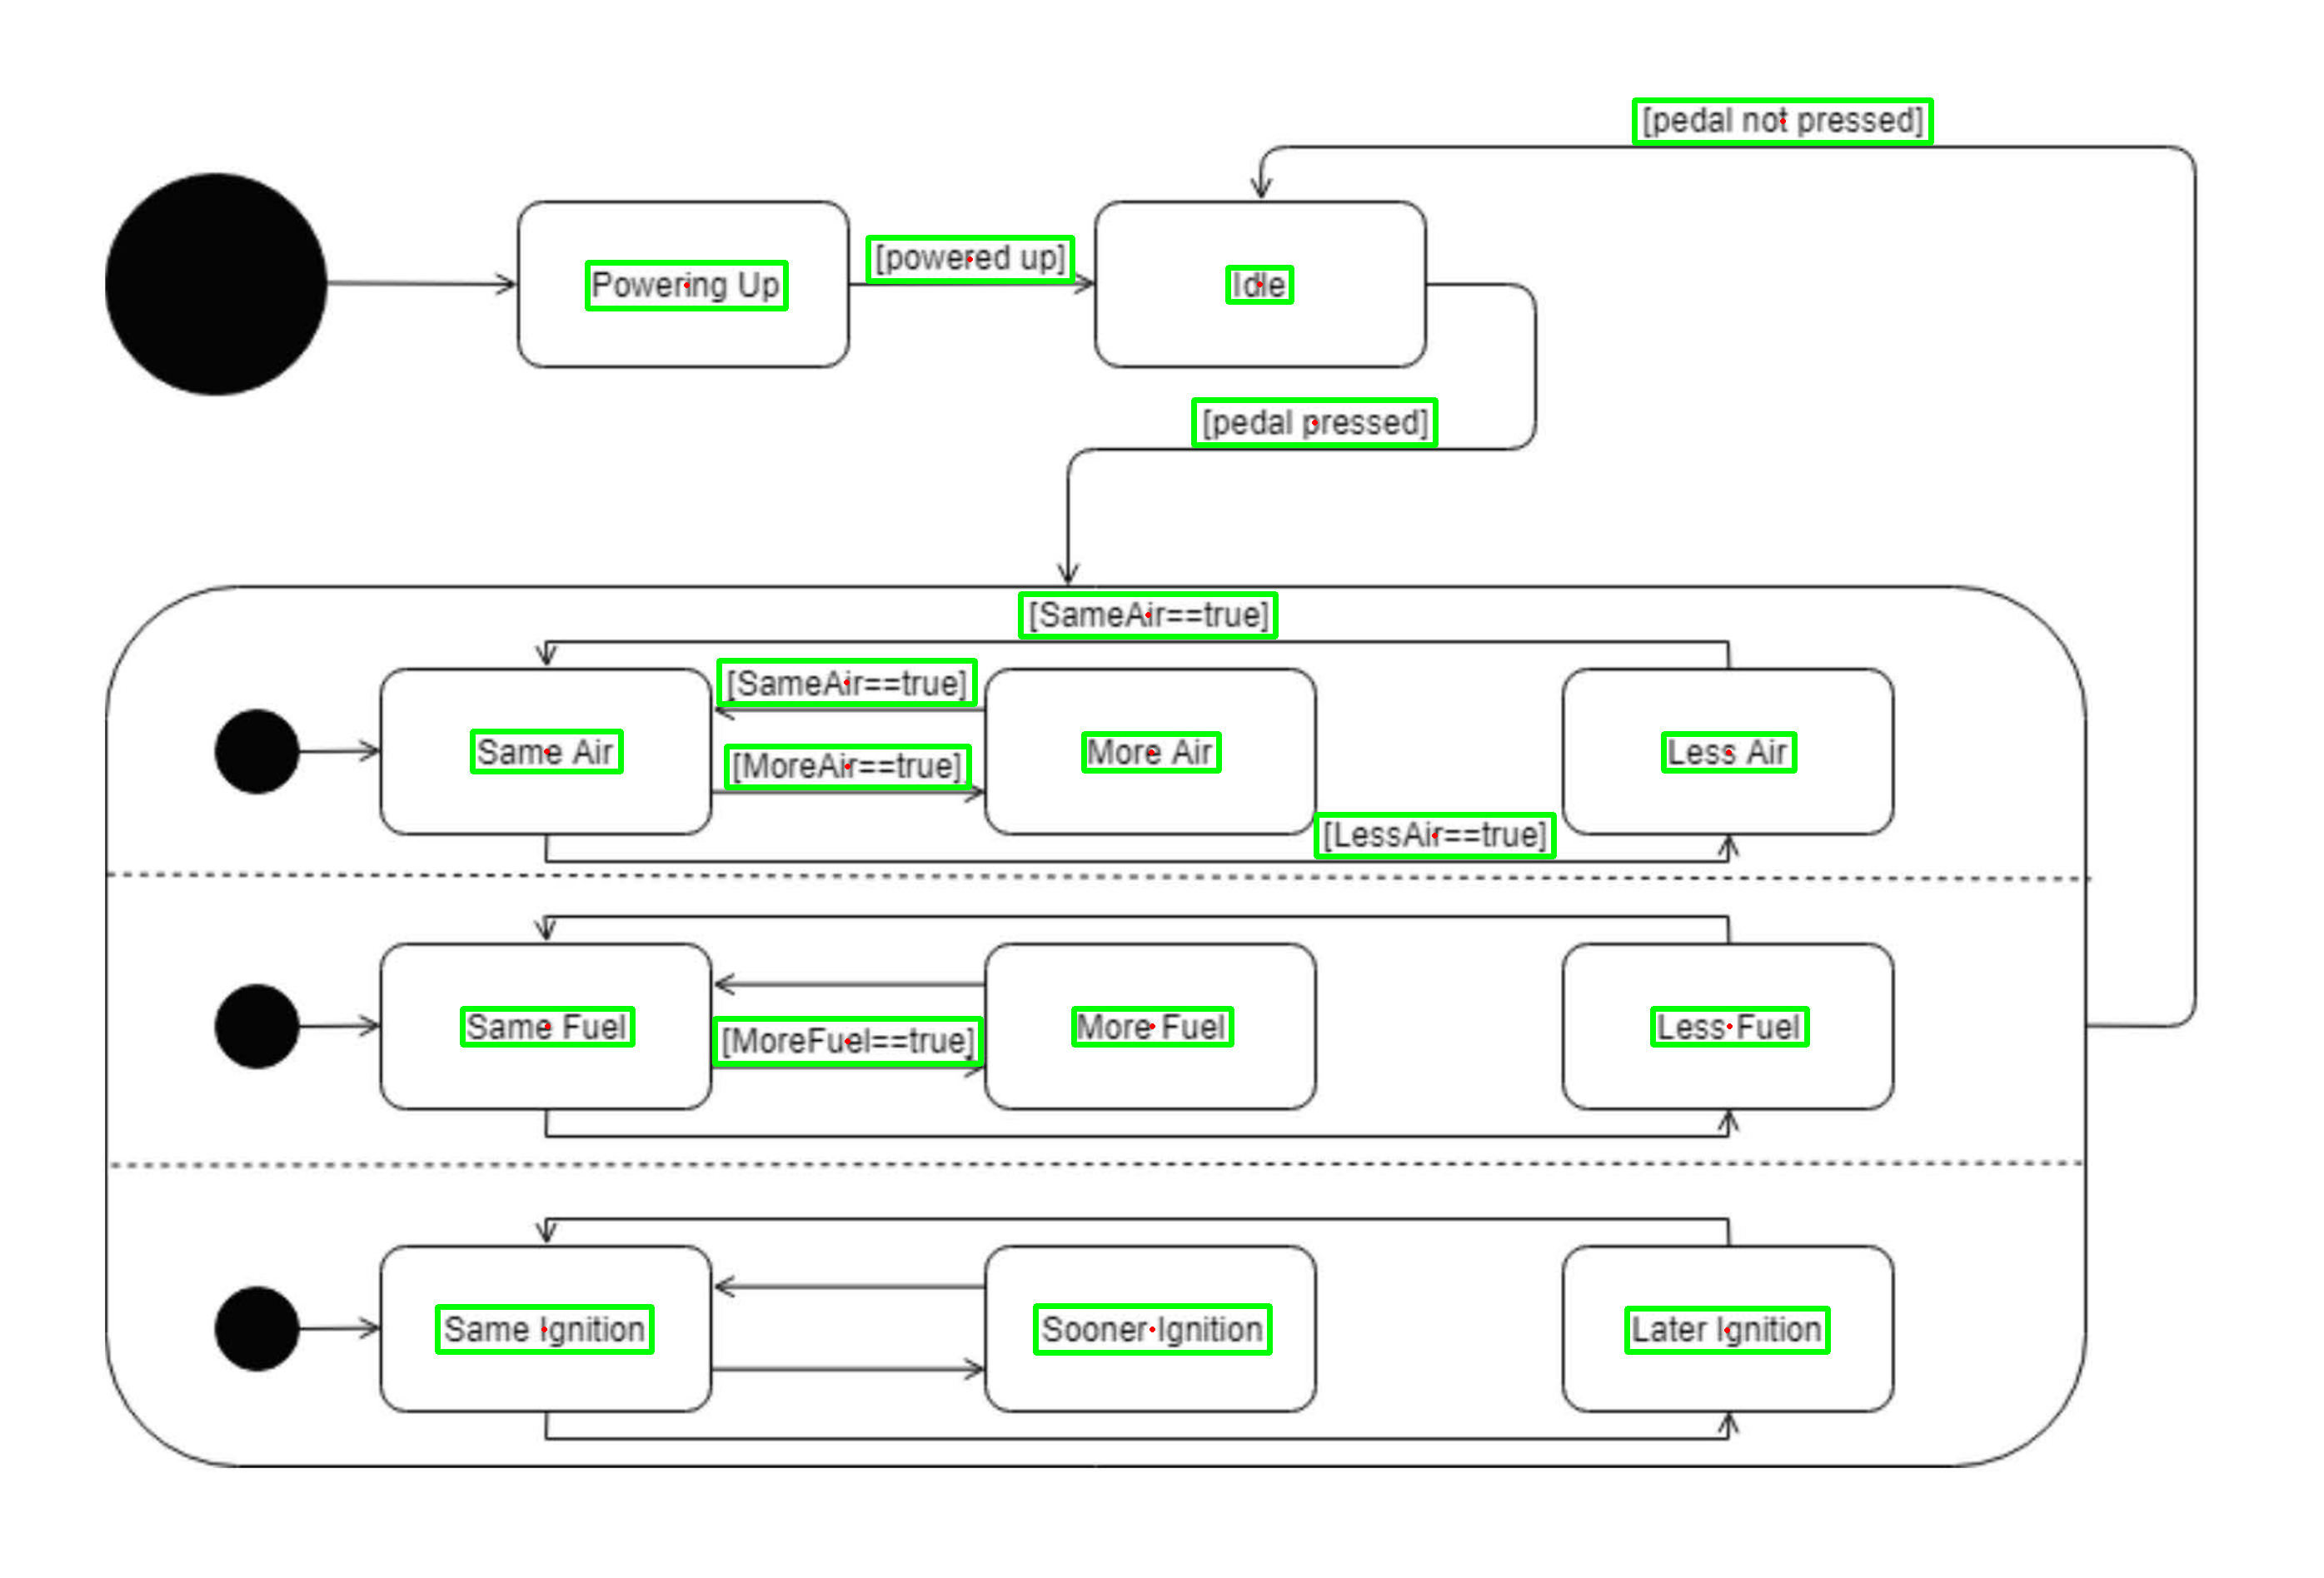 [pedal not pressed]
[powered up]
Powering Up
Idle
[pedal pressed]
[SameAir==true]
[SameAir==true]
Same Air
[MoreAir==true]
More Air
Less Air
[LessAir==true]
Same Fuel
[MoreFuel==true]
More Fuel
Less Fuel
Same Ignition
Sooner Ignition
Later Ignition